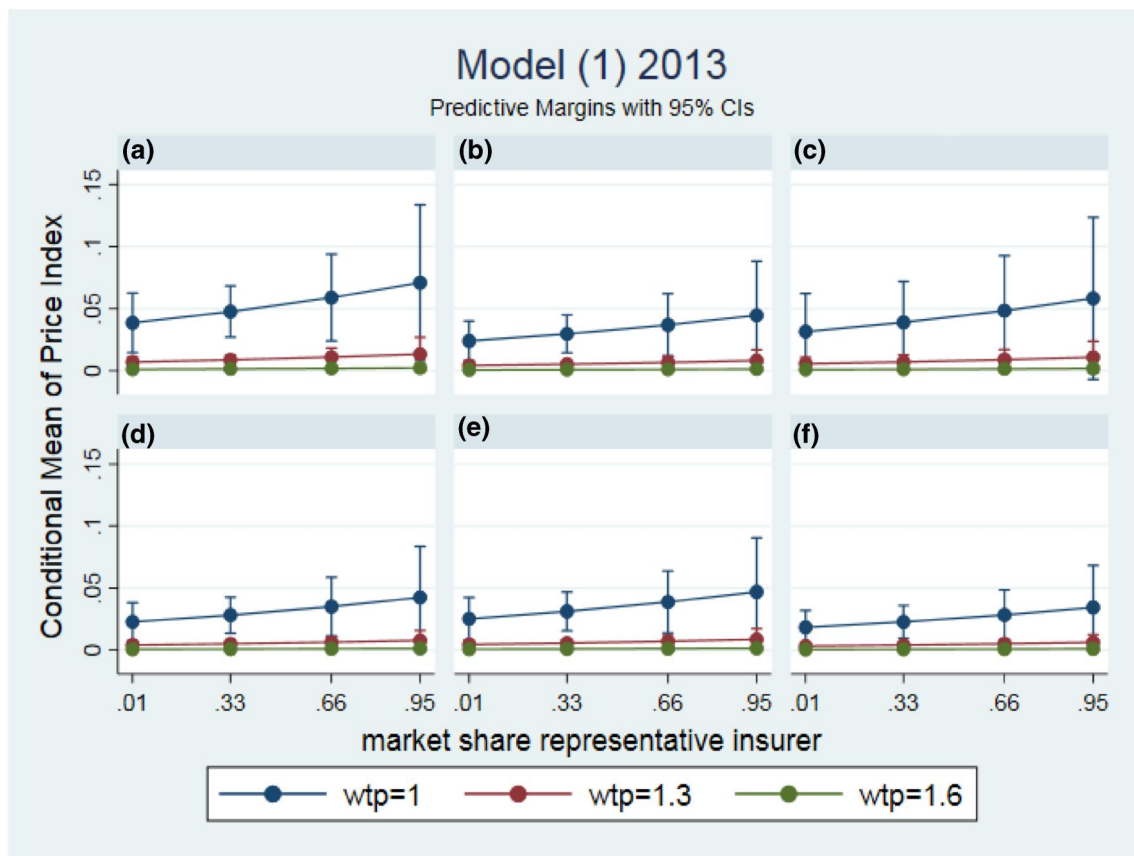 Model (1) 2013
Predictive Margins with 95% CIs
(a) (b) (c)
.15
.1
.05
0
(d) (e) (f)
.15
.1
.05
0
Conditional Mean of Price Index
.01 .33 .66 .95 .01 .33 .66 .95 .01 .33 .66 .95
market share representative insurer
wtp=1 wtp=1.3 wtp=1.6